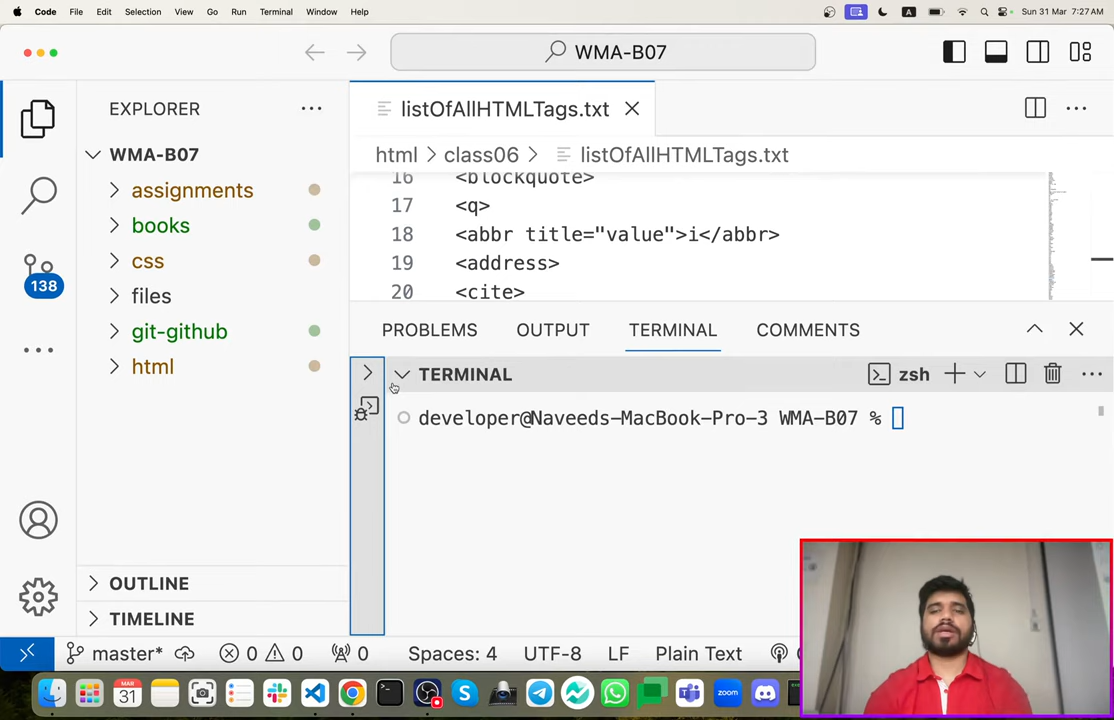 Code File Edit Selection View Go Run Terminal Window Help A Sun 31 Mar 7:27 AM
WMA-B07
EXPLORER
WMA-B07
assignments
books
css
files
git-github
html
OUTLINE
TIMELINE
138
listOfAllHTMLTags.txt
html > class06 > listOfAllHTMLTags.txt
16 <blockquote>
17 <q>
18 <abbr title="value">i</abbr>
19 <address>
20 <cite>
PROBLEMS OUTPUT TERMINAL COMMENTS
TERMINAL zsh
developer@Naveeds-MacBook-Pro-3 WMA-B07 %
master* 0 0 0 Spaces: 4 UTF-8 LF Plain Text
MAR
31
zoom